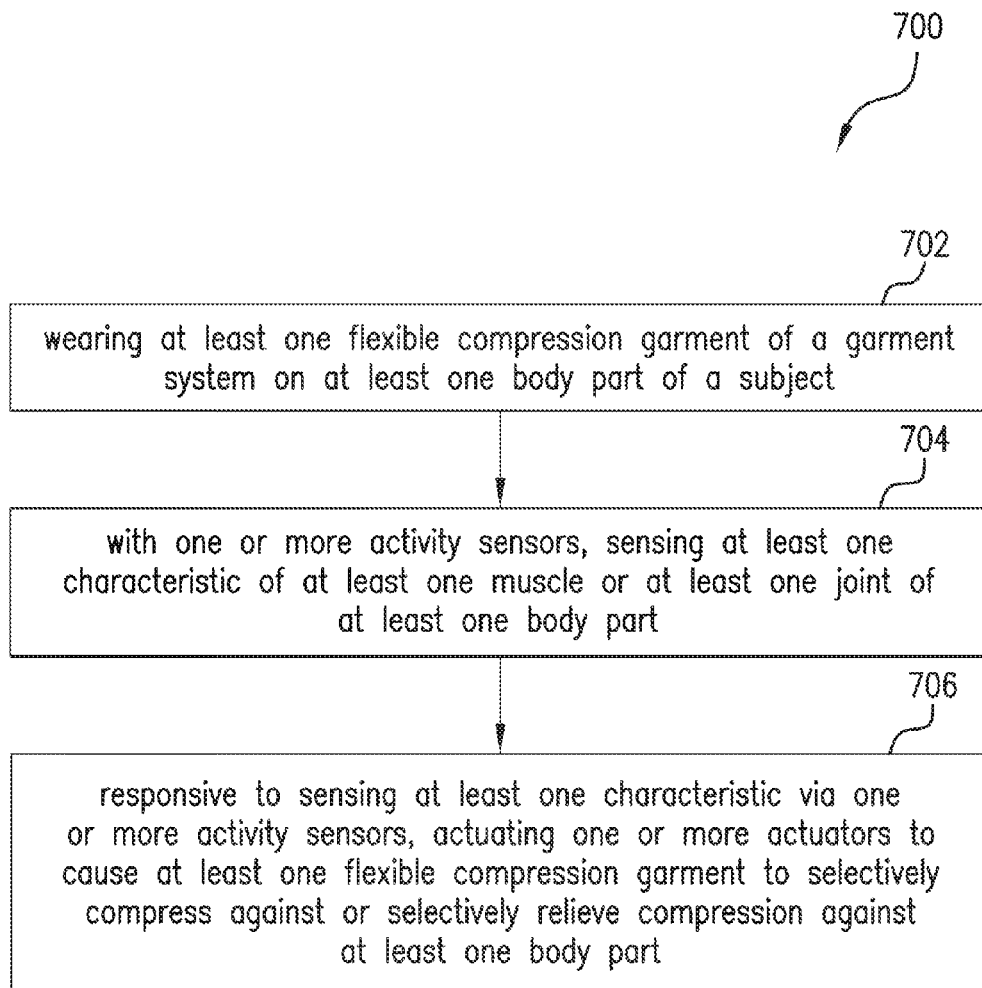 700
702
wearing at least one flexible compression garment of a garment
system on at least one body part of a subject
704
with one or more activity sensors, sensing at least one
characteristic of at least one muscle or at least one joint of
at least one body part
706
responsive to sensing at least one characteristic via one
or more activity sensors, actuating one or more actuators to
cause at least one flexible compression garment to selectively
compress against or selectively relieve compression against
at least one body part